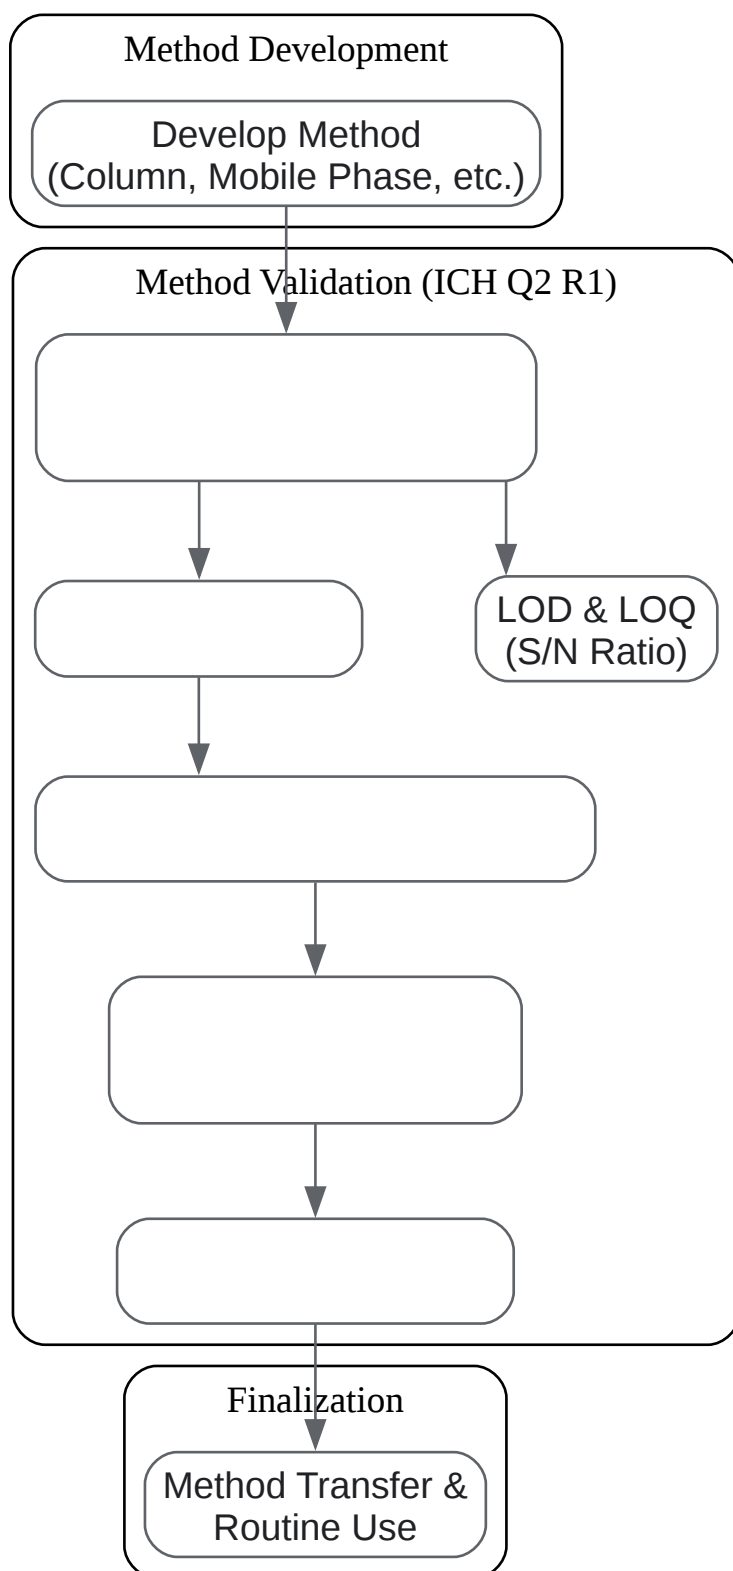 Method Development
Develop Method
(Column, Mobile Phase, etc.)
Method Validation (ICH Q2 R1)
LOD & LOQ
(S/N Ratio)
Finalization
Method Transfer &
Routine Use